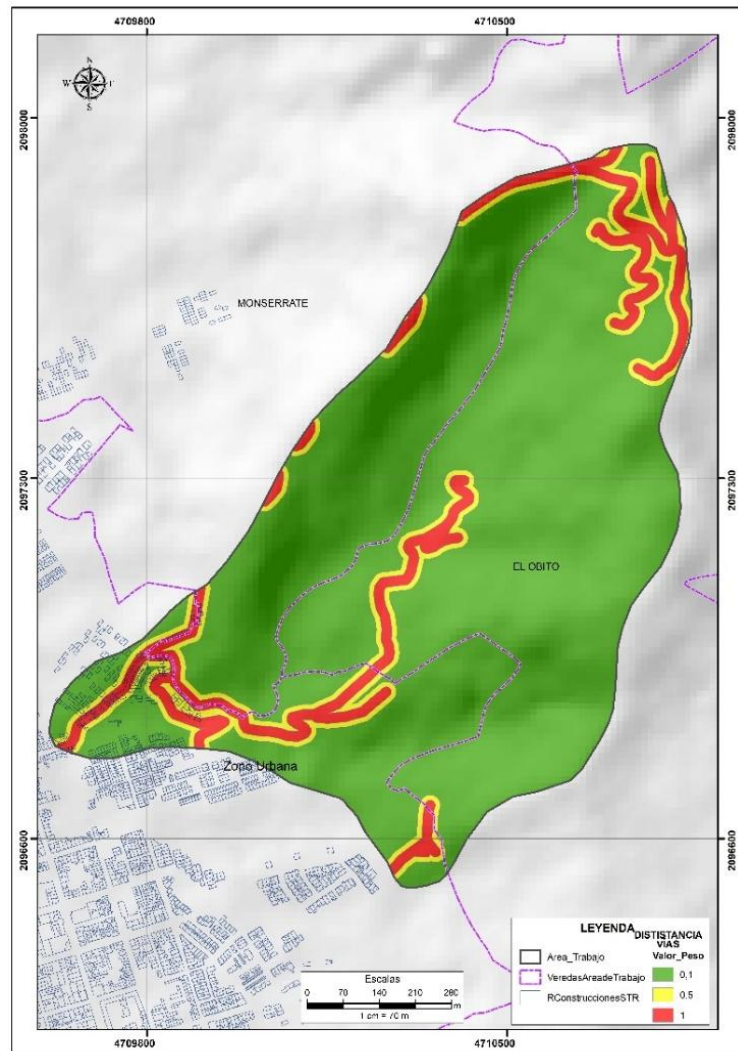 4709800
4710500
N
W
S
2098000
2098000
MONSERRATE
2097300
2097300
EL OBITO
Zona Urbana
2096600
2096600
LEYENDA
DISTISTANCIA
VIAS
Valor_Peso
Area_Trabajo
0,1
VeredasAreadeTrabajo
0,5
RConstruccionesSTR
1
Escalas
0 70 140 210 280
m
1 cm = 70 m
4709800
4710500